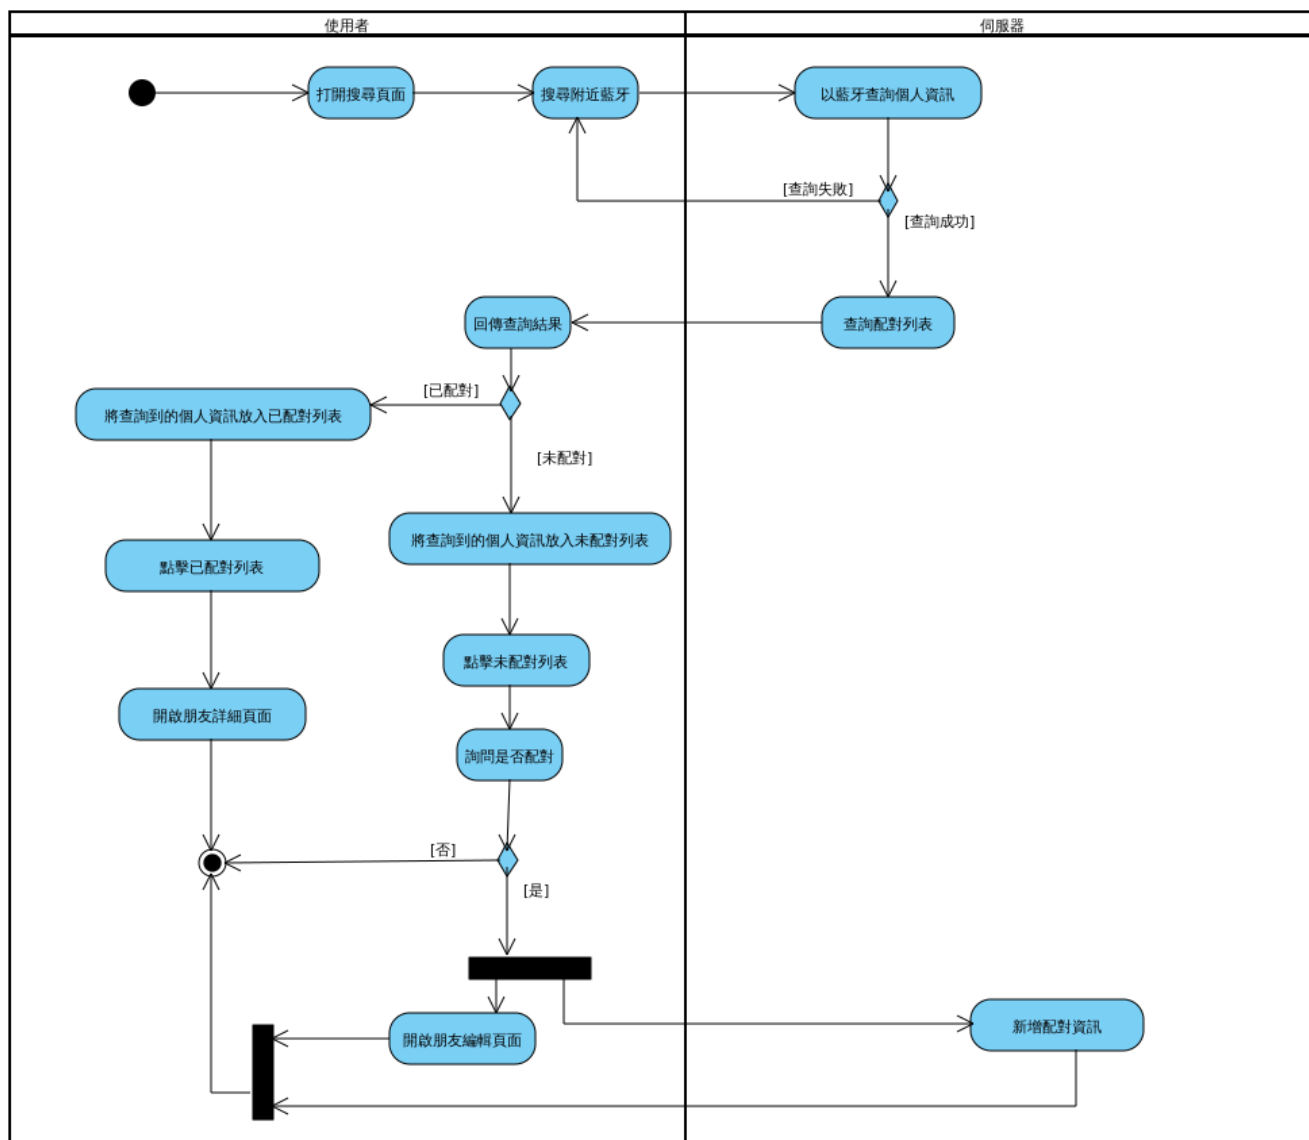 使用者
伺服器
打開搜尋頁面
搜尋附近藍牙
以藍牙查詢個人資訊
[查詢失敗]
[查詢成功]
回傳查詢結果
查詢配對列表
[已配對]
將查詢到的個人資訊放入已配對列表
[未配對]
將查詢到的個人資訊放入未配對列表
點擊已配對列表
點擊未配對列表
開啟朋友詳細頁面
詢問是否配對
[否]
[是]
開啟朋友編輯頁面
新增配對資訊